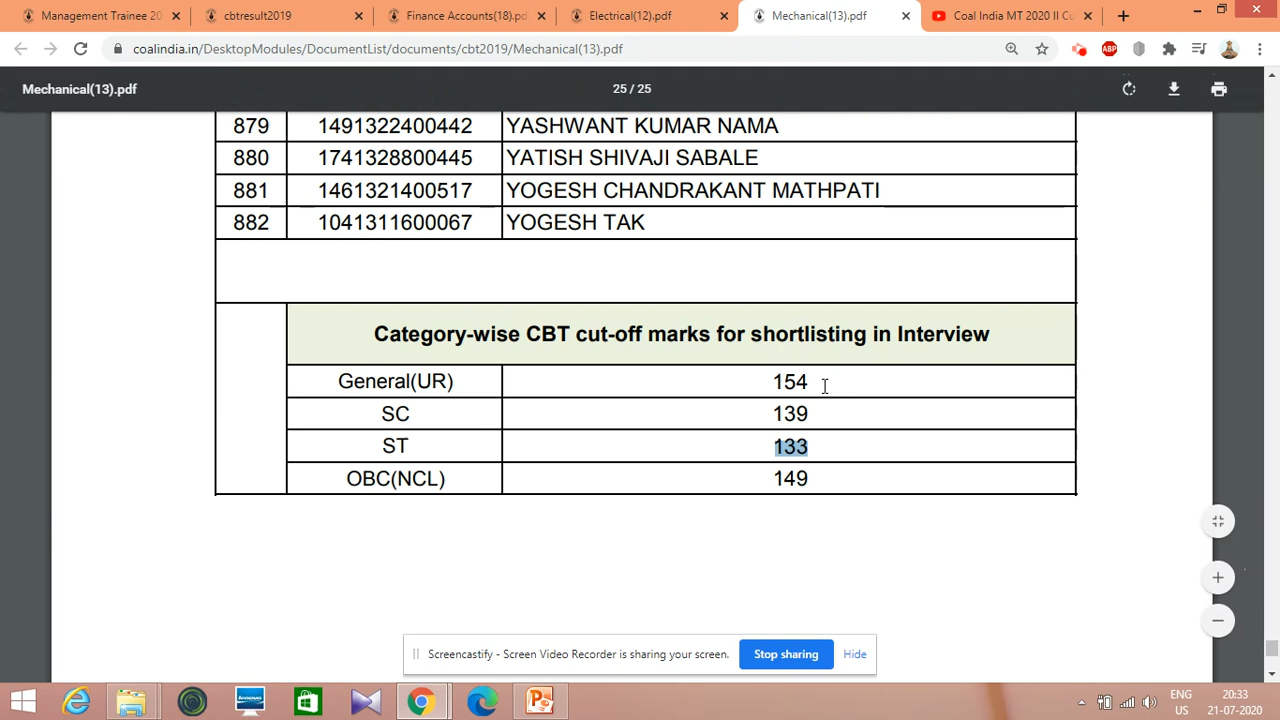 Management Trainee 20
cbtresult2019
Finance Accounts(18).pd
Electrical(12).pdf
Mechanical(13).pdf
Coal India MT 2020 II Cu
coalindia.in/DesktopModules/DocumentList/documents/cbt2019/Mechanical(13).pdf
ABP
Mechanical(13).pdf
25 / 25
879 1491322400442 YASHWANT KUMAR NAMA
880 1741328800445 YATISH SHIVAJI SABALE
881 1461321400517 YOGESH CHANDRAKANT MATHPATI
882 1041311600067 YOGESH TAK
Category-wise CBT cut-off marks for shortlisting in Interview
General(UR) 154
SC 139
ST 133
OBC(NCL) 149
Screencastify - Screen Video Recorder is sharing your screen.
Stop sharing
Hide
ENG
US
20:33
21-07-2020